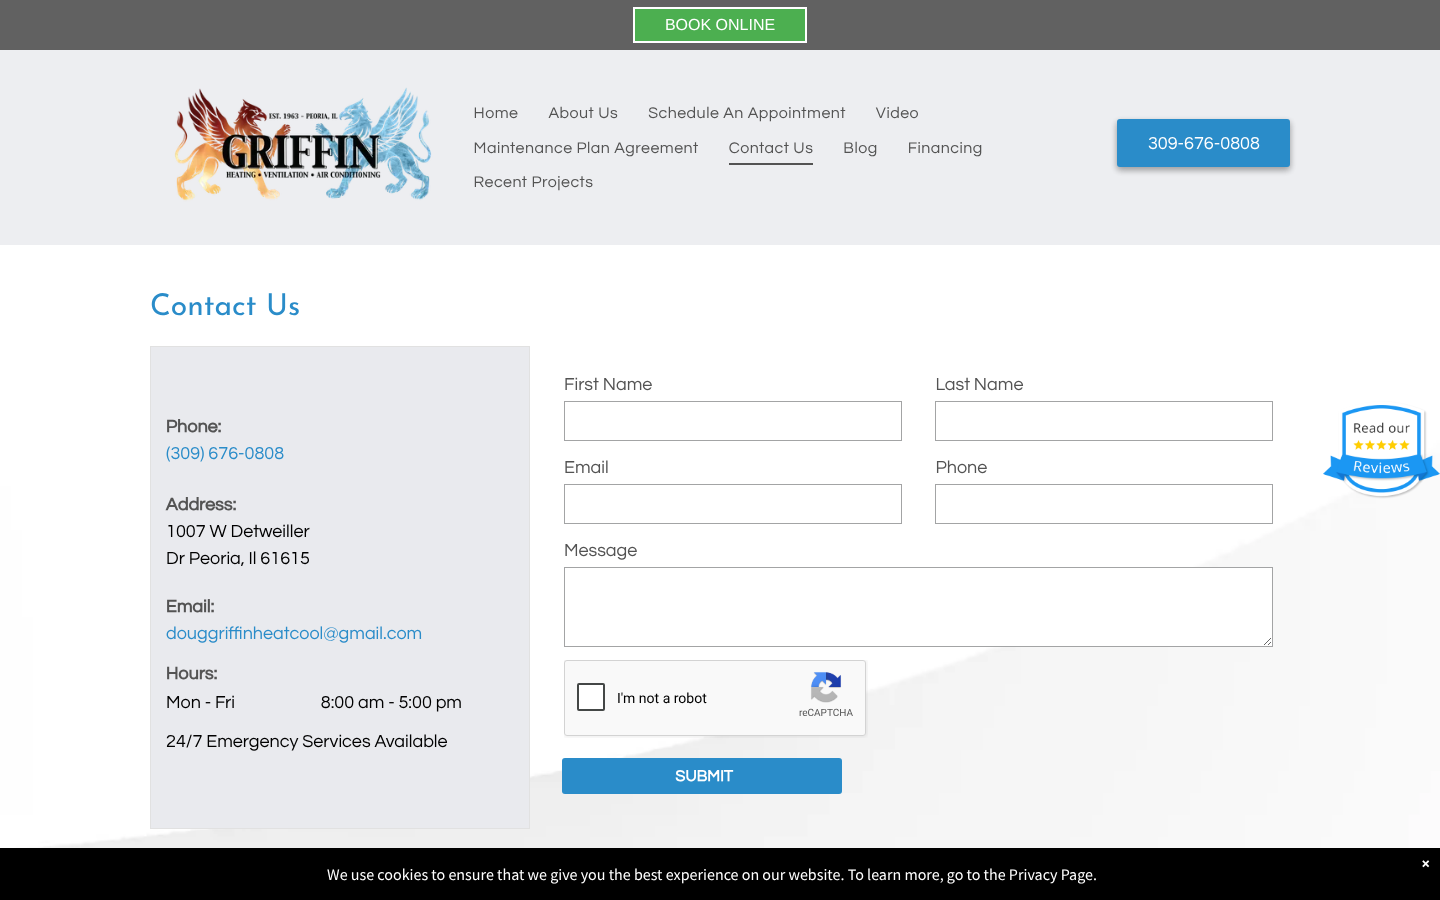 BOOK ONLINE
EST. 1963 - PEORIA, IL
GRIFFIN
HEATING • VENTILATION • AIR CONDITIONING
Home About Us Schedule An Appointment Video
Maintenance Plan Agreement Contact Us Blog Financing
Recent Projects
309-676-0808
Contact Us
Phone:
(309) 676-0808
Address:
1007 W Detweiller
Dr Peoria, Il 61615
Email:
douggriffinheatcool@gmail.com
Hours:
Mon - Fri 8:00 am - 5:00 pm
24/7 Emergency Services Available
First Name Last Name
Email Phone
Message
I'm not a robot
reCAPTCHA
SUBMIT
Read our
Reviews
We use cookies to ensure that we give you the best experience on our website. To learn more, go to the Privacy Page.
×